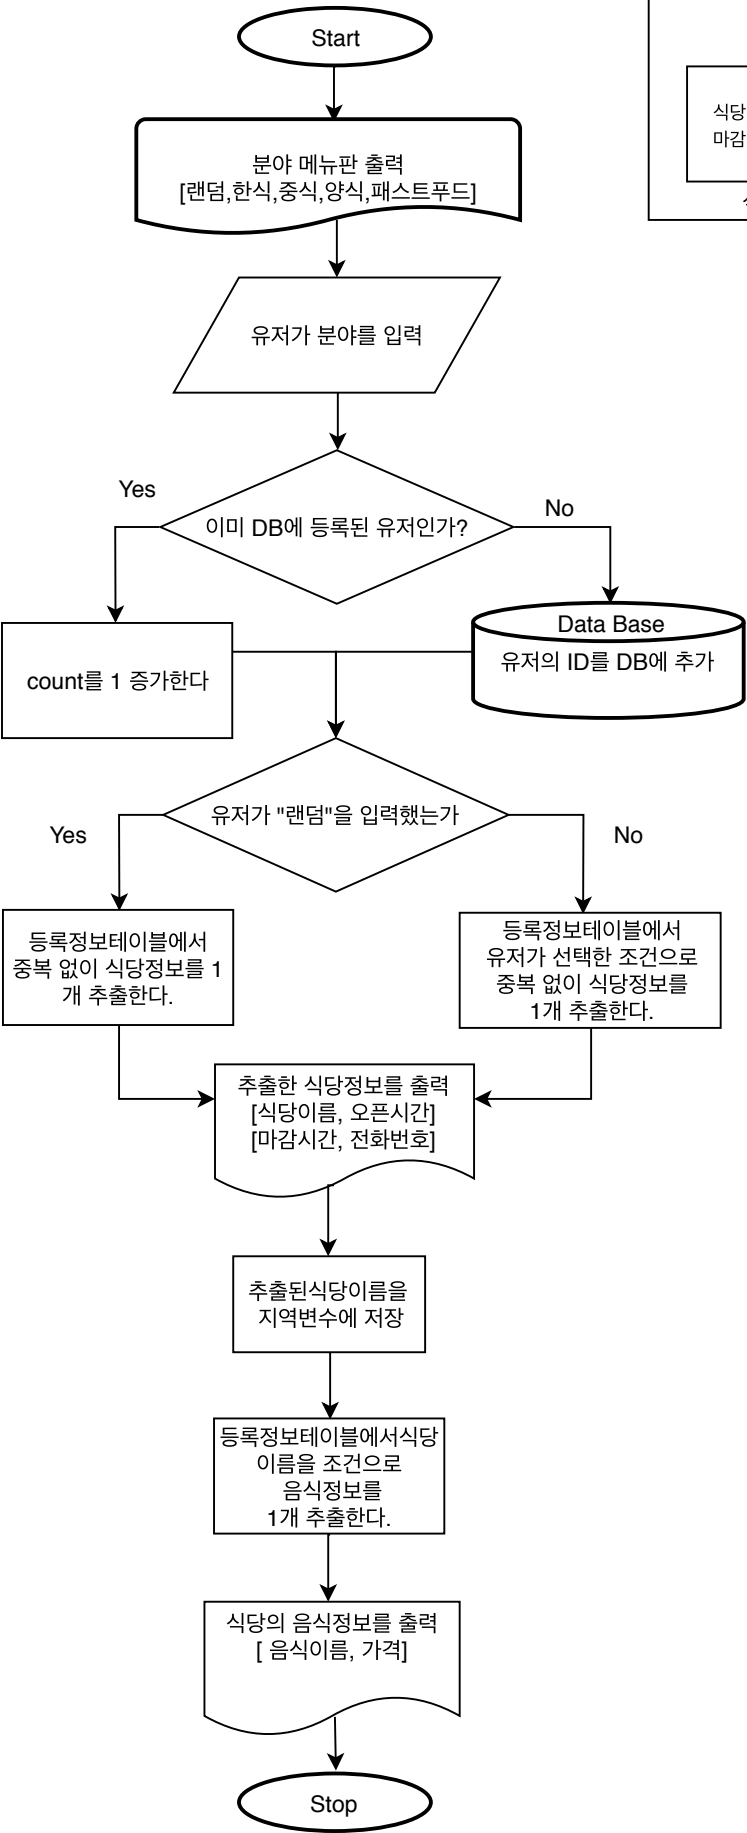 Start
식당
마감
분야 메뉴판 출력
[랜덤,한식,중식,양식,패스트푸드]
유저가 분야를 입력
Yes
이미 DB에 등록된 유저인가?
No
Data Base
유저의 ID를 DB에 추가
count를 1 증가한다
유저가 "랜덤"을 입력했는가
Yes
No
등록정보테이블에서
중복 없이 식당정보를 1
개 추출한다.
등록정보테이블에서
유저가 선택한 조건으로
중복 없이 식당정보를
1개 추출한다.
추출한 식당정보를 출력
[식당이름, 오픈시간]
[마감시간, 전화번호]
추출된식당이름을
지역변수에 저장
등록정보테이블에서식당
이름을 조건으로
음식정보를
1개 추출한다.
식당의 음식정보를 출력
[ 음식이름, 가격]
Stop